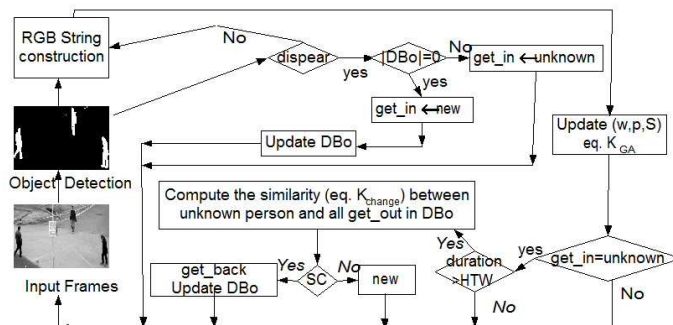 RGB String
construction
No
dispear
yes
|DBo|=0
No
get_in ←unknown
yes
get_in ←new
Update DBo
Update (w,p,S)
eq. K_GA
Object Detection
Compute the similarity (eq. K_change) between
unknown person and all get_out in DBo
Yes
duration
>HTW
yes
get_in=unknown
get_back
Update DBo
Yes
SC
No
new
No
No
Input Frames